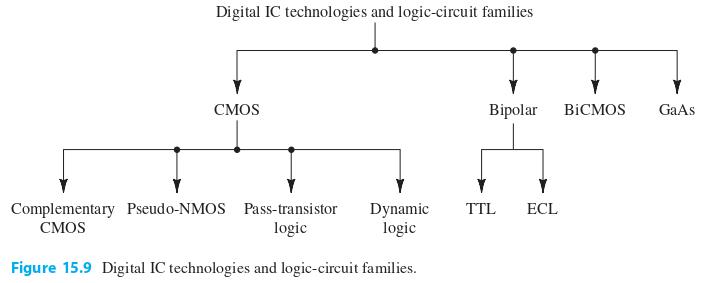 Digital IC technologies and logic-circuit families
CMOS Bipolar BiCMOS GaAs
Complementary Pseudo-NMOS Pass-transistor Dynamic TTL ECL
CMOS logic logic
Figure 15.9 Digital IC technologies and logic-circuit families.